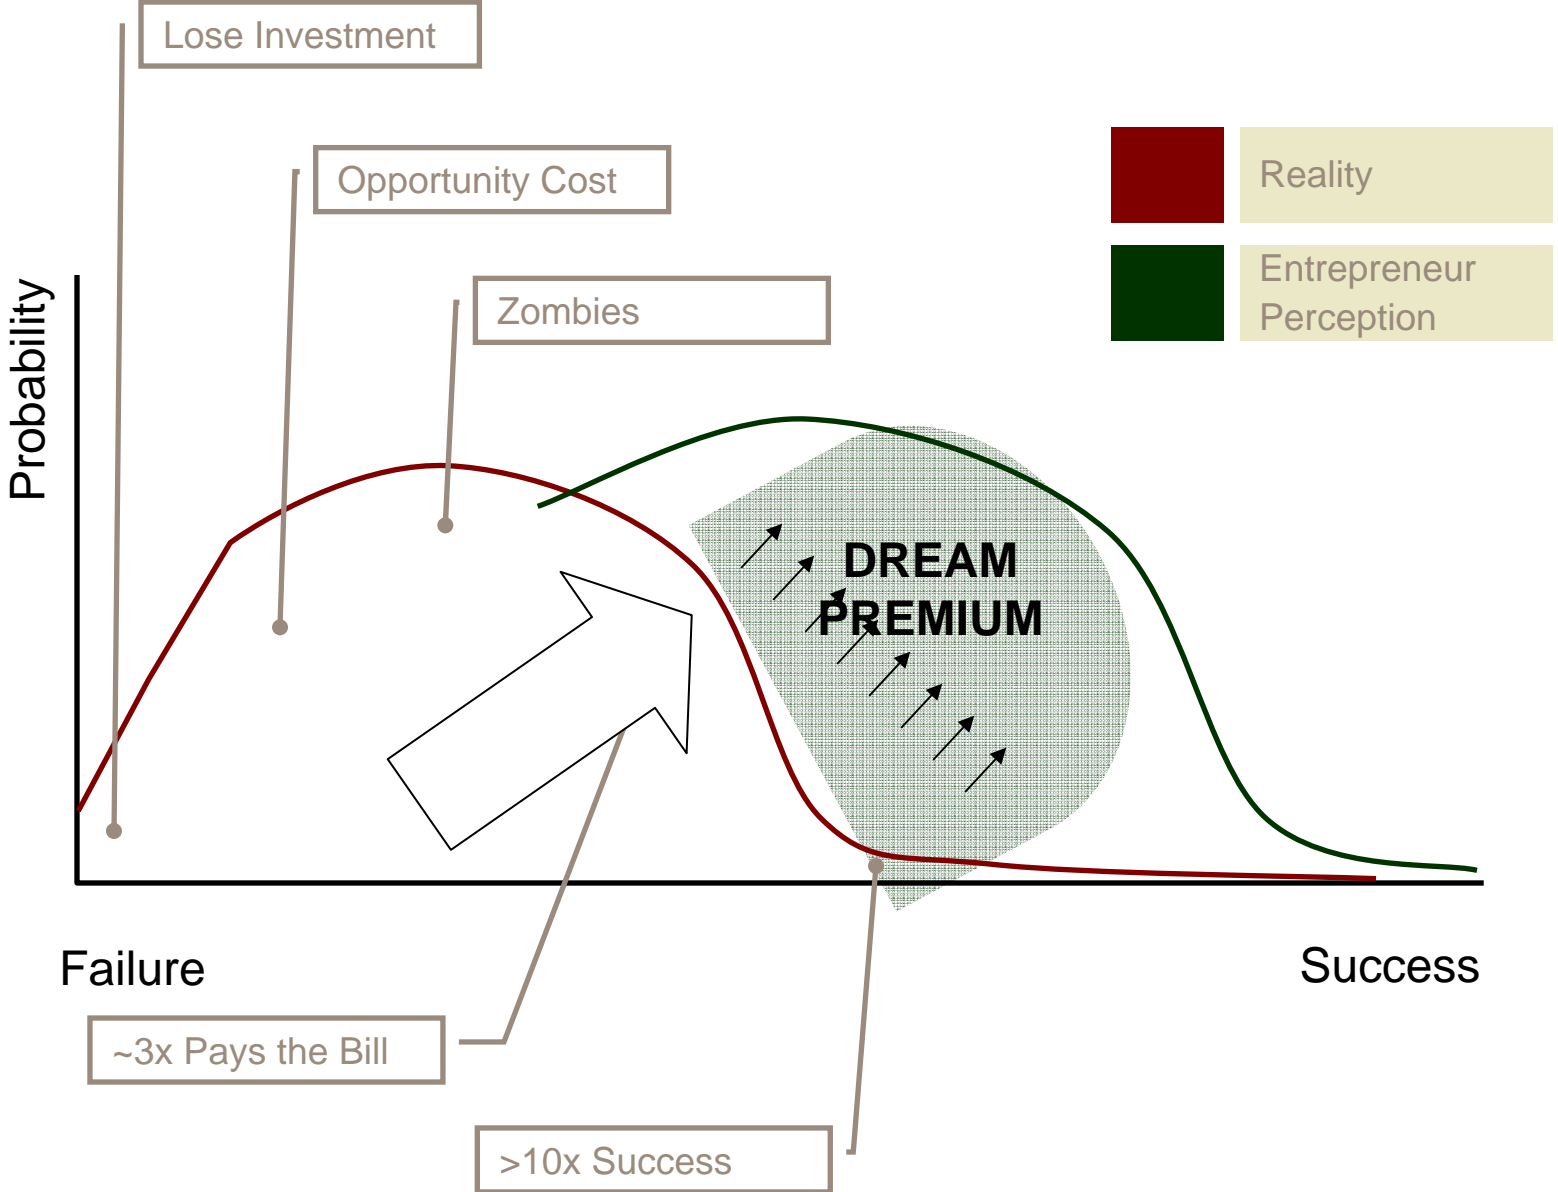 Lose Investment
Opportunity Cost
Reality
Zombies
Entrepreneur
Perception
Probability
DREAM
PREMIUM
Failure
Success
~3x Pays the Bill
>10x Success